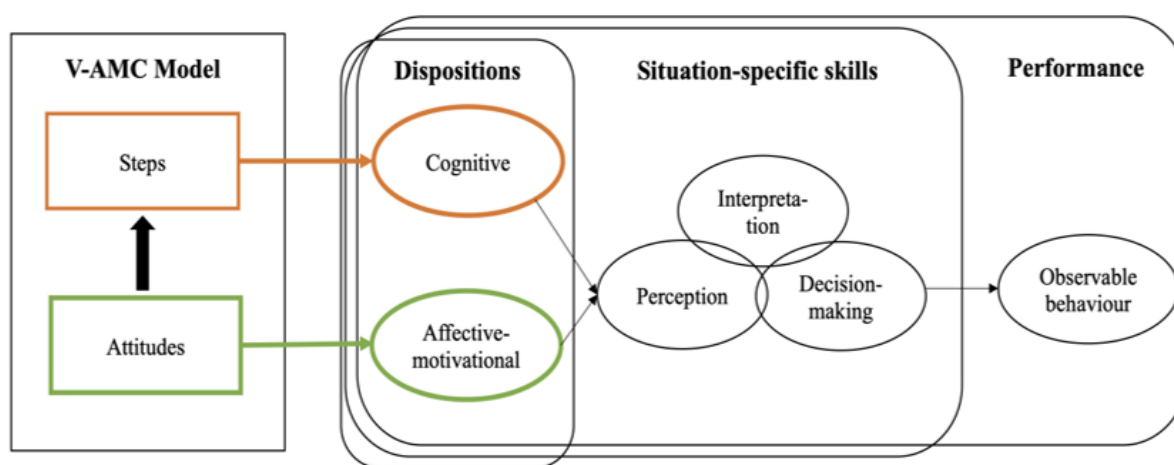 V-AMC Model
Steps
Attitudes
Dispositions
Cognitive
Affective-
motivational
Situation-specific skills
Interpreta-
tion
Perception
Decision-
making
Performance
Observable
behaviour